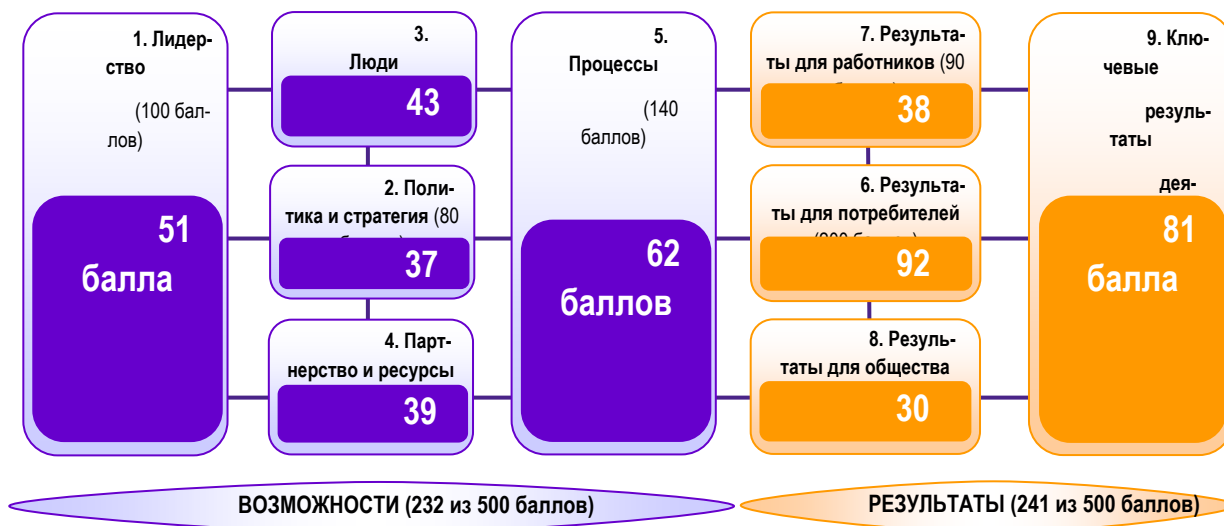 1. Лидер-
ство
(100 бал-
лов)
51
балла
3.
Люди
43
2. Поли-
тика и стратегия (80
37
4. Парт-
нерство и ресурсы
39
5.
Процессы
(140
баллов)
62
баллов
7. Результа-
ты для работников (90
38
6. Результа-
ты для потребителей
92
8. Резуль-
таты для общества
30
9. Клю-
чевые
резуль-
таты
дея-
81
балла
ВОЗМОЖНОСТИ (232 из 500 баллов)
РЕЗУЛЬТАТЫ (241 из 500 баллов)